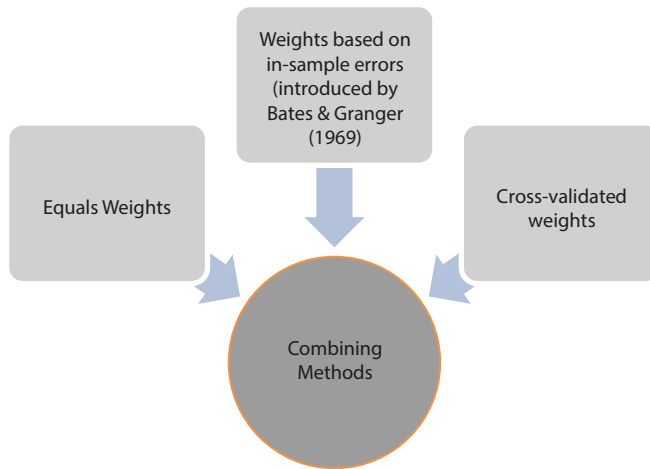 Weights based on
in-sample errors
(introduced by
Bates & Granger
(1969)
Equals Weights
Cross-validated
weights
Combining
Methods